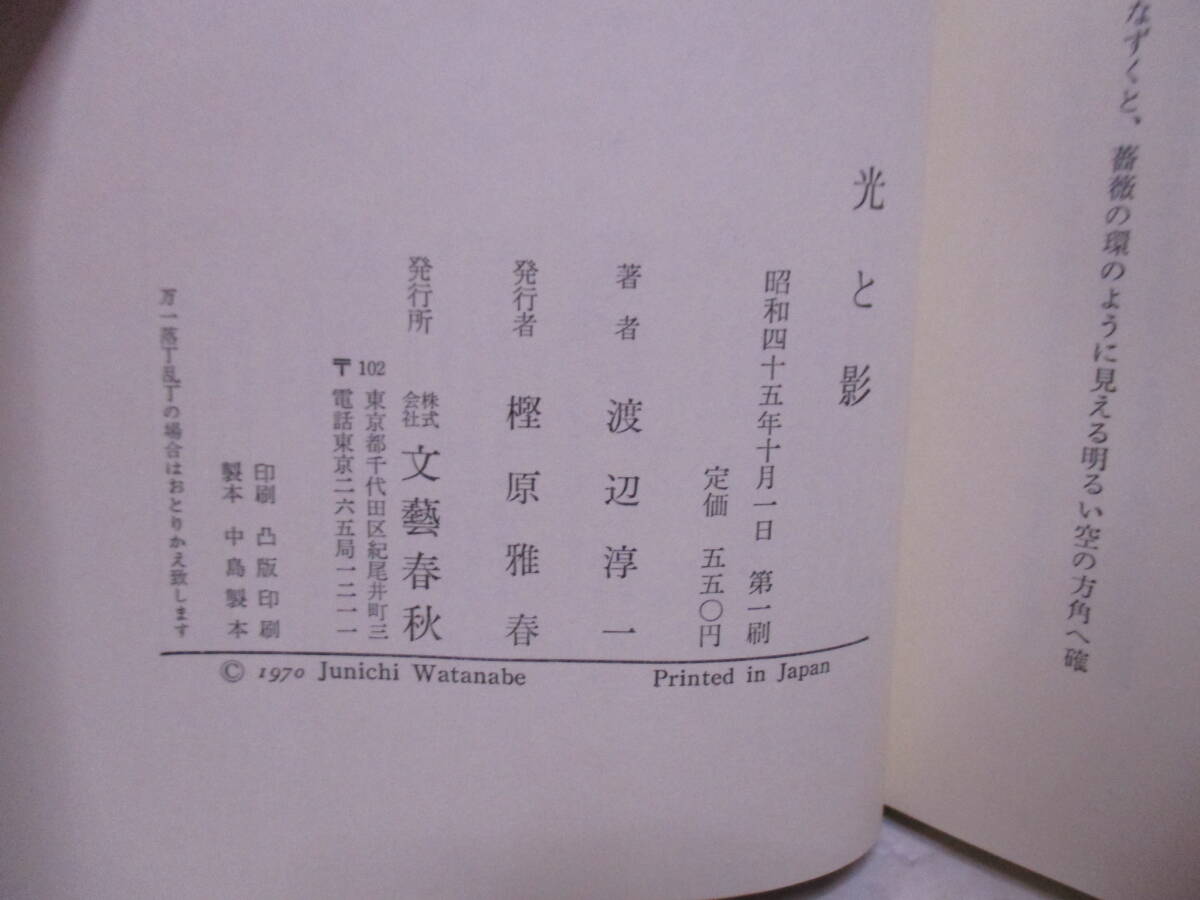 なずくと、薔薇の環のように見える明るい空の方角へ確
光と影
昭和四十五年十月一日 第一刷
定価 五五〇円
著者 渡辺淳一
発行者 樫原雅春
発行所 株式会社 文藝春秋
〒102 東京都千代田区紀尾井町三
電話東京二六五局一二一一
印刷 凸版印刷
製本 中島製本
万一落丁乱丁の場合はおとりかえ致します
© 1970 Junichi Watanabe Printed in Japan